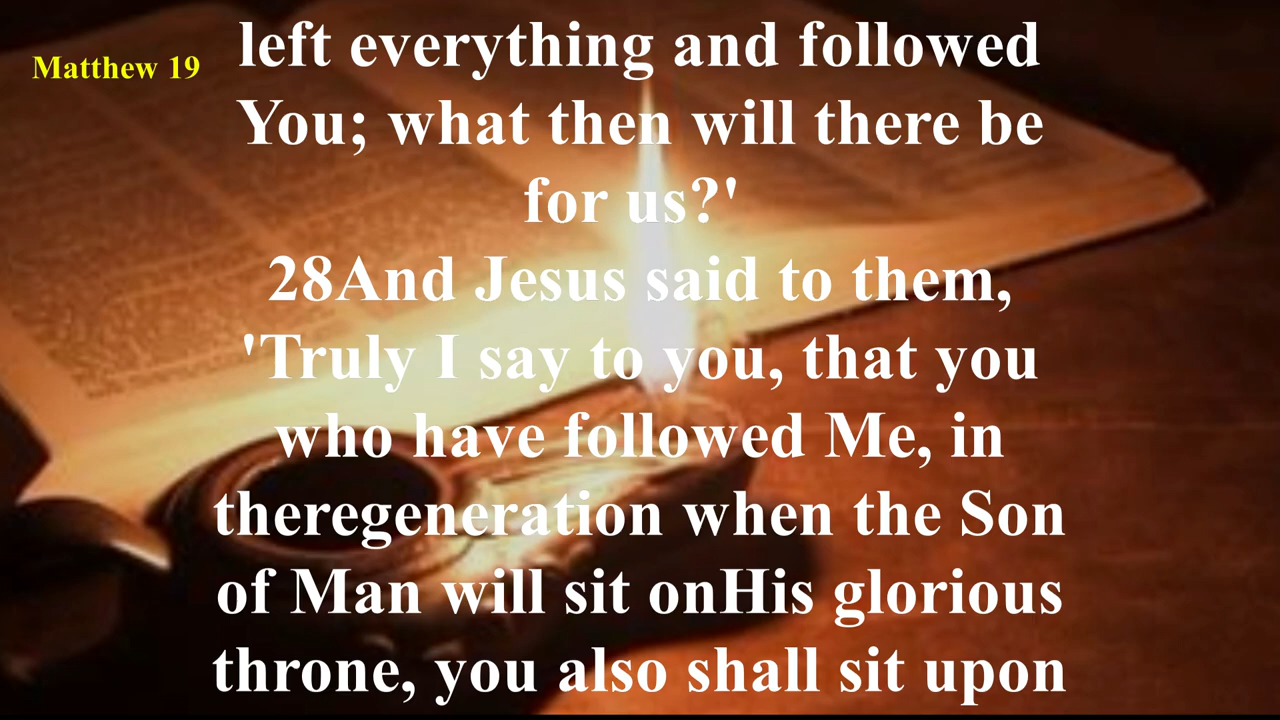 Matthew 19
left everything and followed
You; what then will there be
for us?'
28And Jesus said to them,
'Truly I say to you, that you
who have followed Me, in
theregeneration when the Son
of Man will sit onHis glorious
throne, you also shall sit upon